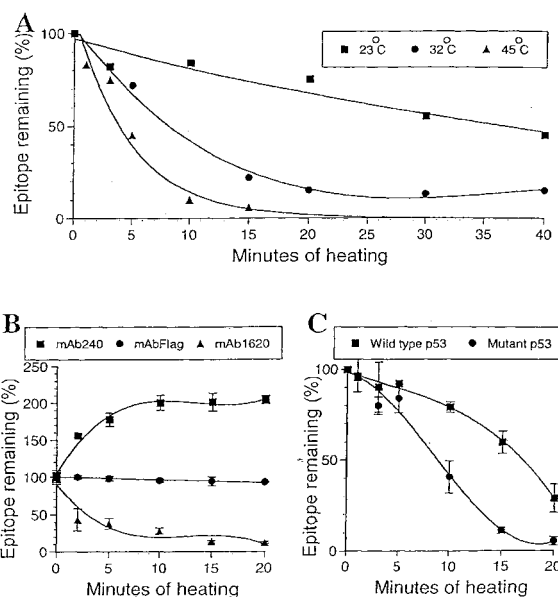 A
■ 23°C ● 32°C ▲ 45°C
Epitope remaining (%)
100
50
0
0 5 10 15 20 25 30 35 40
Minutes of heating
B
■ mAb240 ● mAbFlag ▲ mAb1620
Epitope remaining (%)
250
200
150
100
50
0
0 5 10 15 20
Minutes of heating
C
■ Wild type p53 ● Mutant p53
Epitope remaining (%)
100
50
0
0 5 10 15 20
Minutes of heating